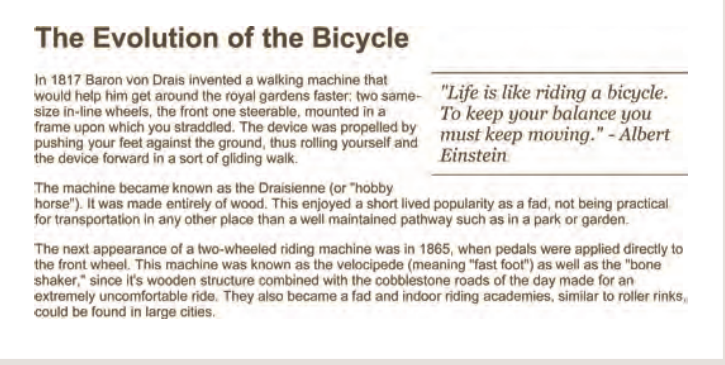 The Evolution of the Bicycle
In 1817 Baron von Drais invented a walking machine that
would help him get around the royal gardens faster: two same-
size in-line wheels, the front one steerable, mounted in a
frame upon which you straddled. The device was propelled by
pushing your feet against the ground, thus rolling yourself and
the device forward in a sort of gliding walk.
"Life is like riding a bicycle.
To keep your balance you
must keep moving." - Albert
Einstein
The machine became known as the Draisienne (or "hobby
horse"). It was made entirely of wood. This enjoyed a short lived popularity as a fad, not being practical
for transportation in any other place than a well maintained pathway such as in a park or garden.
The next appearance of a two-wheeled riding machine was in 1865, when pedals were applied directly to
the front wheel. This machine was known as the velocipede (meaning "fast foot") as well as the "bone
shaker," since it's wooden structure combined with the cobblestone roads of the day made for an
extremely uncomfortable ride. They also became a fad and indoor riding academies, similar to roller rinks,
could be found in large cities.